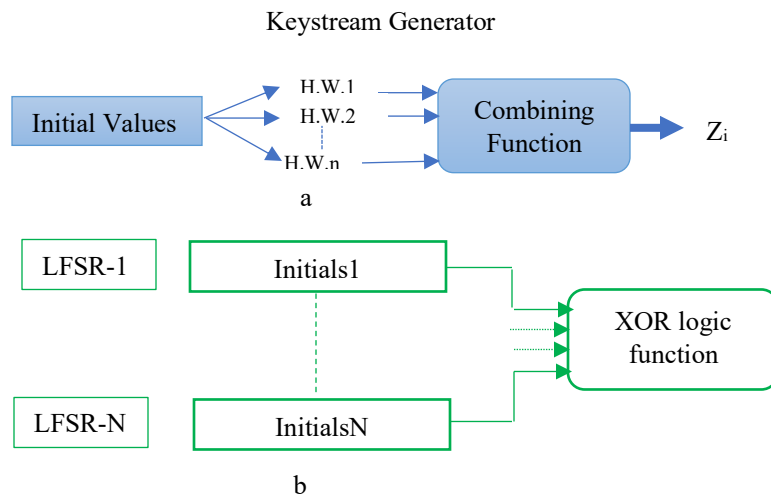 Keystream Generator
Initial Values
H.W.1
H.W.2
H.W.n
Combining
Function
Zi
a
LFSR-1
Initials1
XOR logic
function
LFSR-N
InitialsN
b